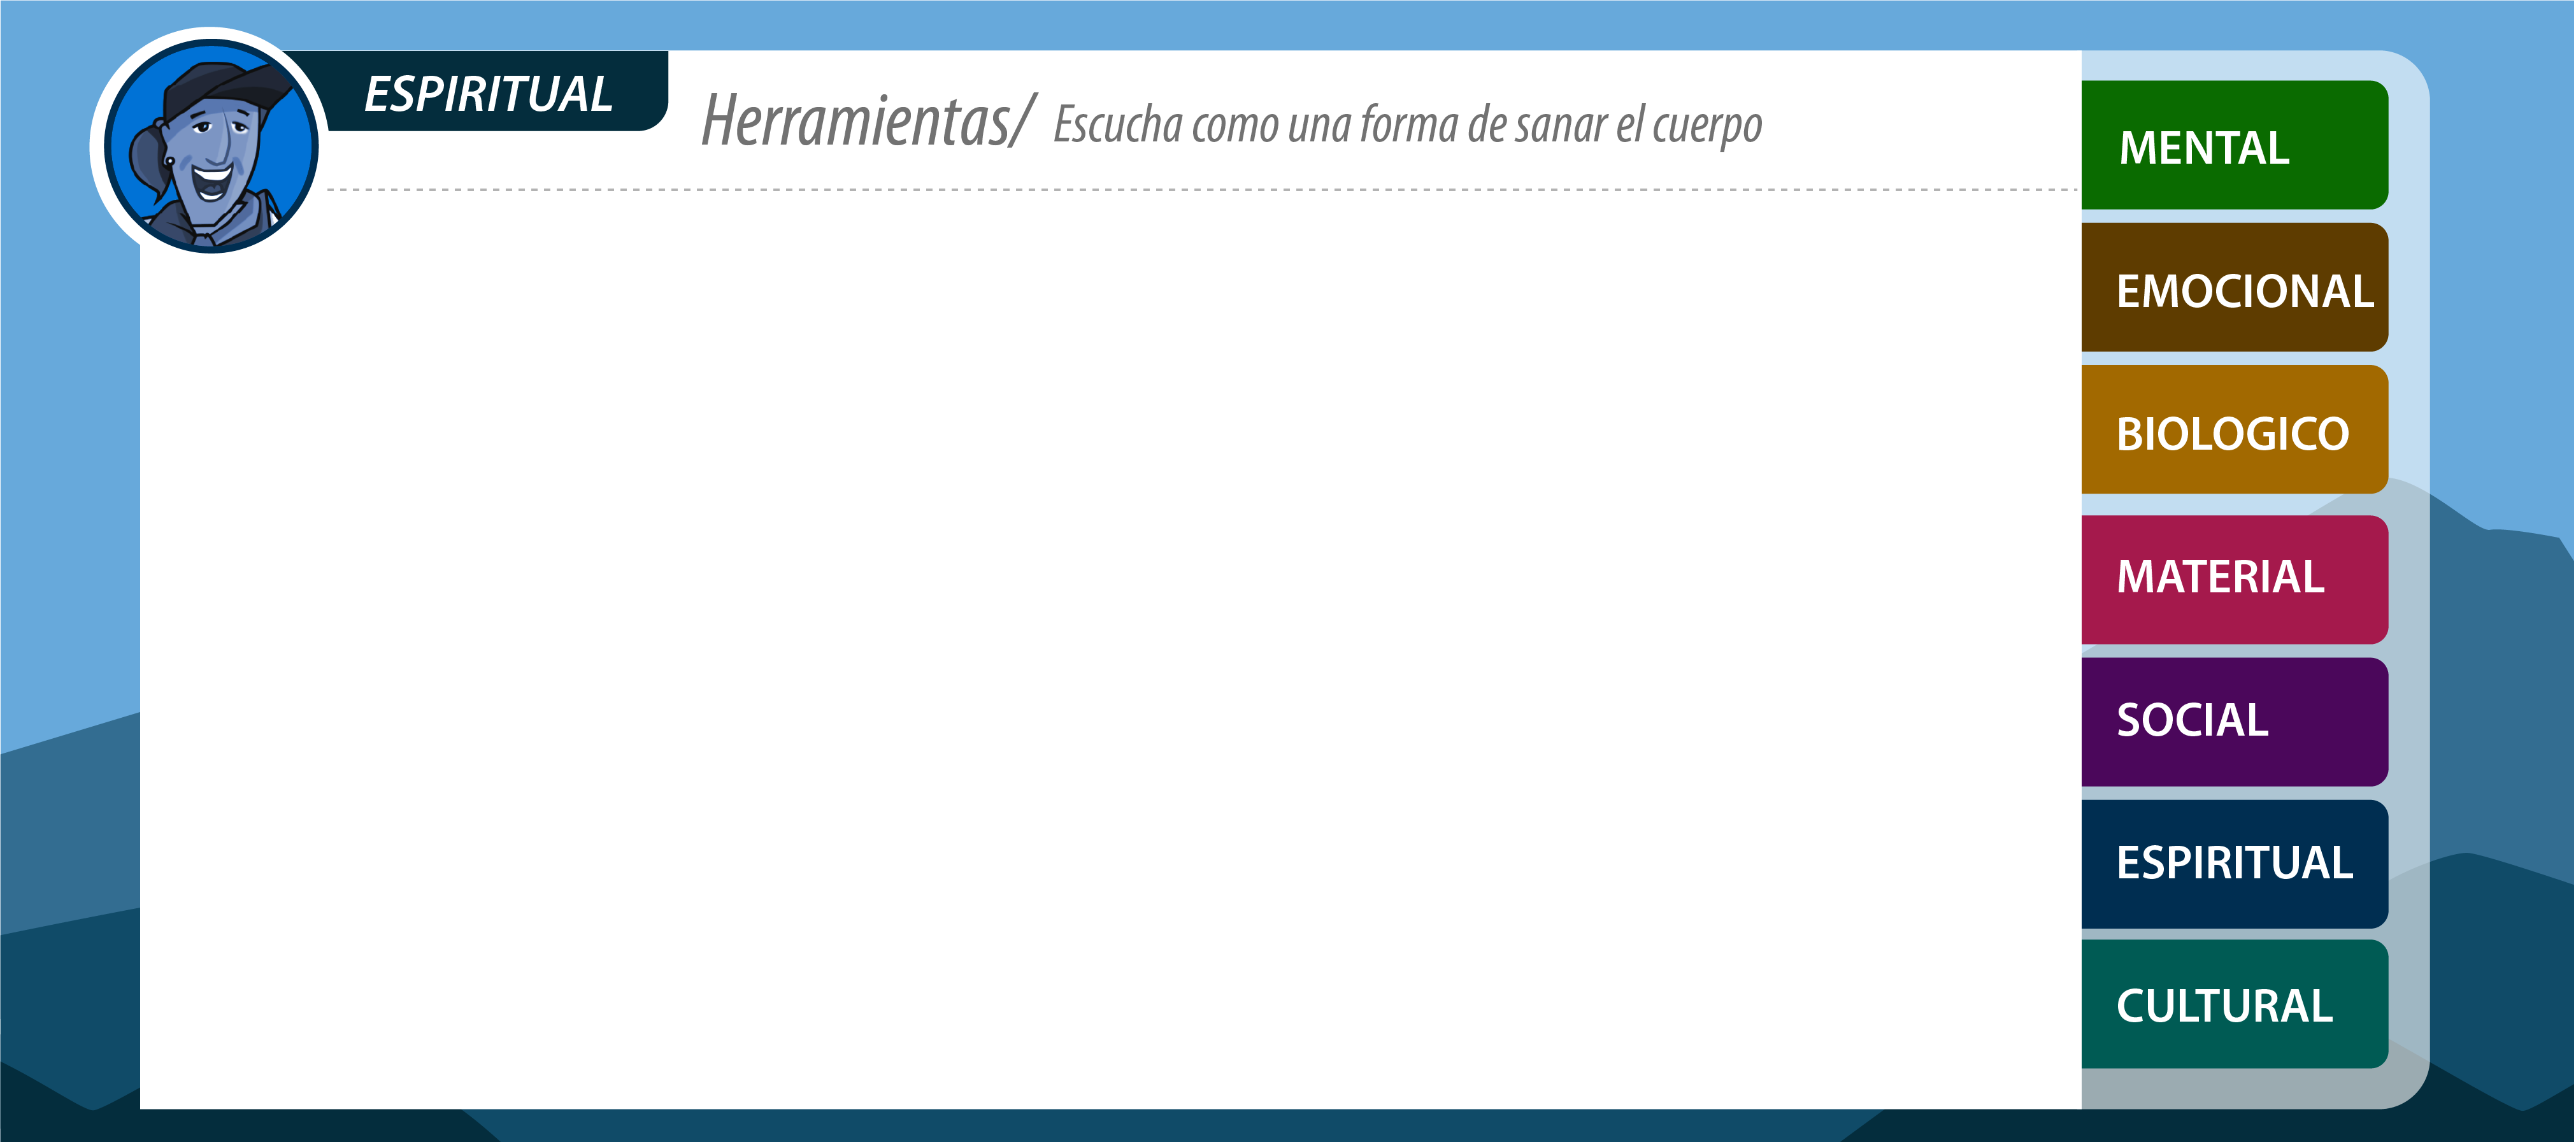 ESPIRITUAL
Herramientas/ Escucha como una forma de sanar el cuerpo
MENTAL
EMOCIONAL
BIOLOGICO
MATERIAL
SOCIAL
ESPIRITUAL
CULTURAL